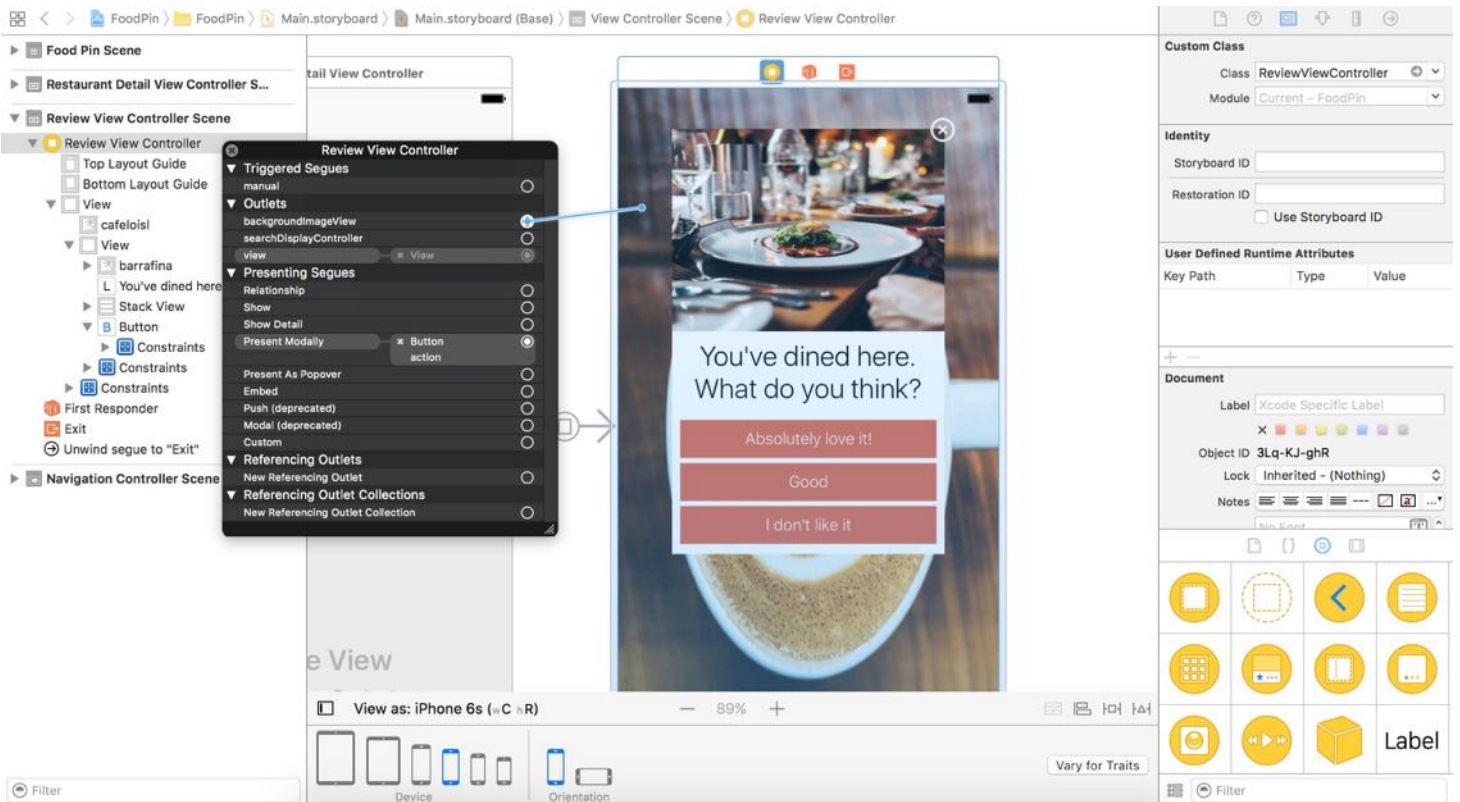 FoodPin FoodPin Main.storyboard Main.storyboard (Base) View Controller Scene Review View Controller
Food Pin Scene
Restaurant Detail View Controller S...
Review View Controller Scene
Review View Controller
Top Layout Guide
Bottom Layout Guide
View
cafeloisl
View
barrafina
L You've dined here
Stack View
B Button
Constraints
Constraints
Constraints
First Responder
Exit
Unwind segue to "Exit"
Navigation Controller Scene
Filter
tail View Controller
Review View Controller
Triggered Segues
manual
Outlets
backgroundImageView
searchDisplayController
view View
Presenting Segues
Relationship
Show
Show Detail
Present Modally Button
action
Present As Popover
Embed
Push (deprecated)
Modal (deprecated)
Custom
Referencing Outlets
New Referencing Outlet
Referencing Outlet Collections
New Referencing Outlet Collection
You've dined here.
What do you think?
Absolutely love it!
Good
I don't like it
e View
View as: iPhone 6s (wC hR)
89%
Device
Orientation
Vary for Traits
Custom Class
Class ReviewViewController
Module Current – FoodPin
Identity
Storyboard ID
Restoration ID
Use Storyboard ID
User Defined Runtime Attributes
Key Path Type Value
Document
Label Xcode Specific Label
Object ID 3Lq-KJ-ghR
Lock Inherited - (Nothing)
Notes
No Font
Label
Filter